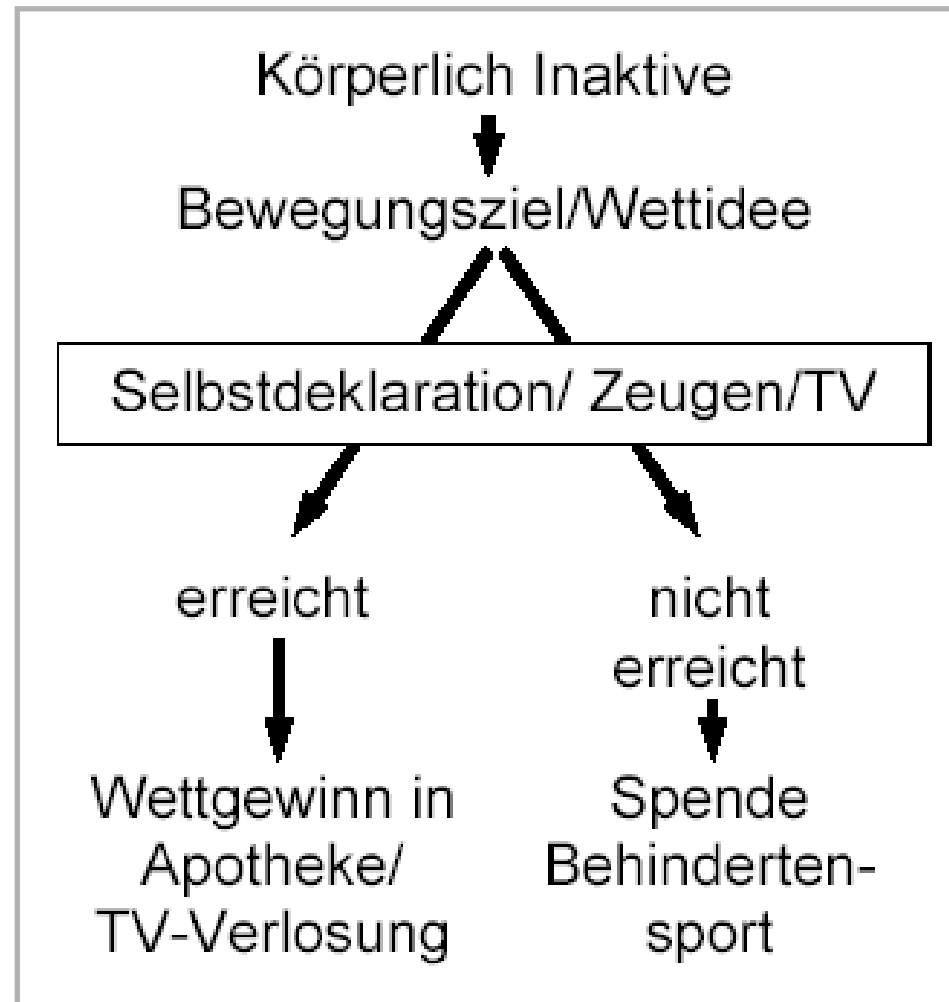 Körperlich Inaktive
Bewegungsziel/Wettidee
Selbstdeklaration/ Zeugen/TV
erreicht
nicht
erreicht
Wettgewinn in
Apotheke/
TV-Verlosung
Spende
Behinderten-
sport